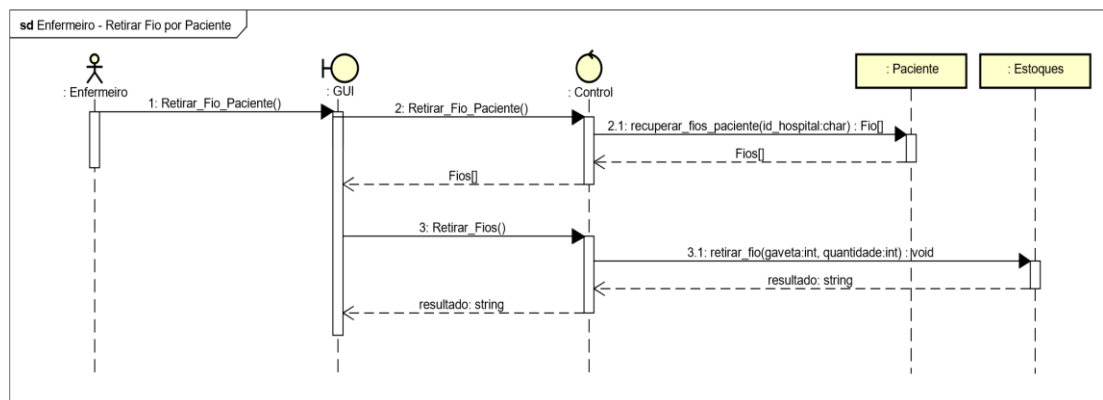 sd Enfermeiro - Retirar Fio por Paciente
: Enfermeiro
: GUI
: Control
: Paciente
: Estoques
1: Retirar_Fio_Paciente()
2: Retirar_Fio_Paciente()
2.1: recuperar_fios_paciente(id_hospital:char) : Fio[]
Fios[]
Fios[]
3: Retirar_Fios()
3.1: retirar_fio(gaveta:int, quantidade:int) : void
resultado: string
resultado: string